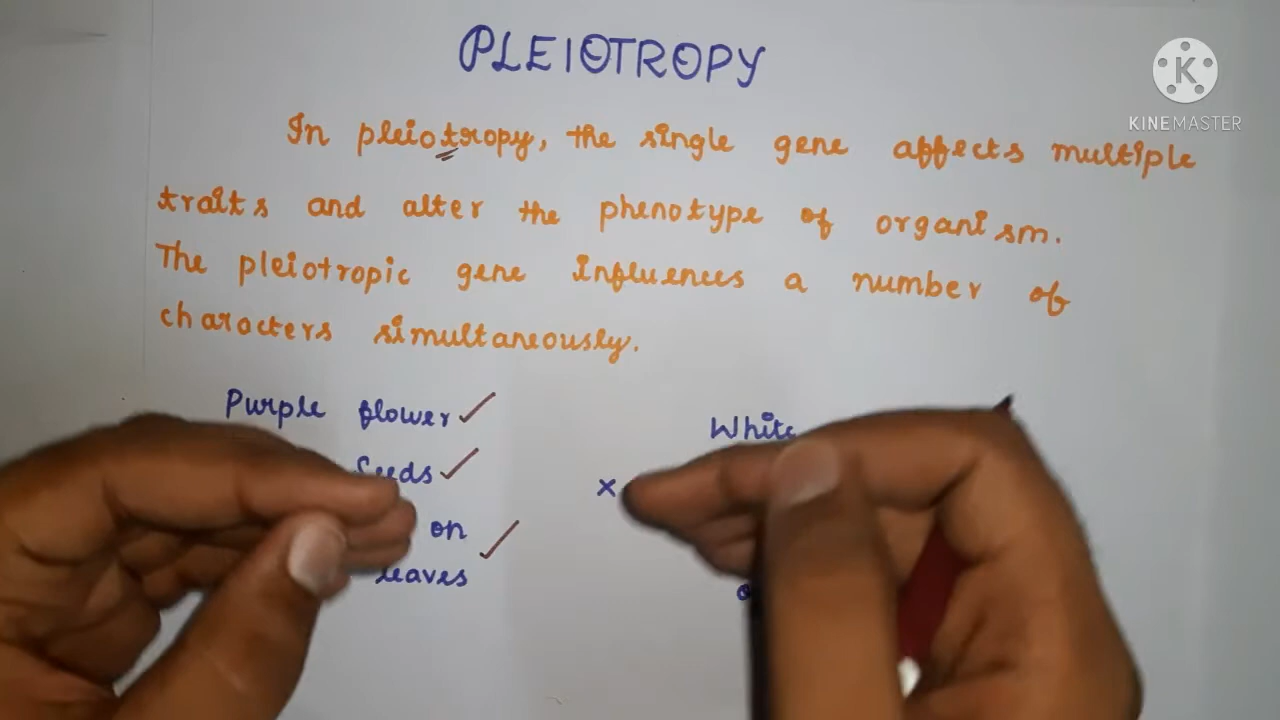 PLEIOTROPY
KINEMASTER
In pleiotropy, the single gene affects multiple
traits and alter the phenotype of organism.
The pleiotropic gene influences a number of
characters simultaneously.
Purple flower
White
Seeds
×
on
leaves